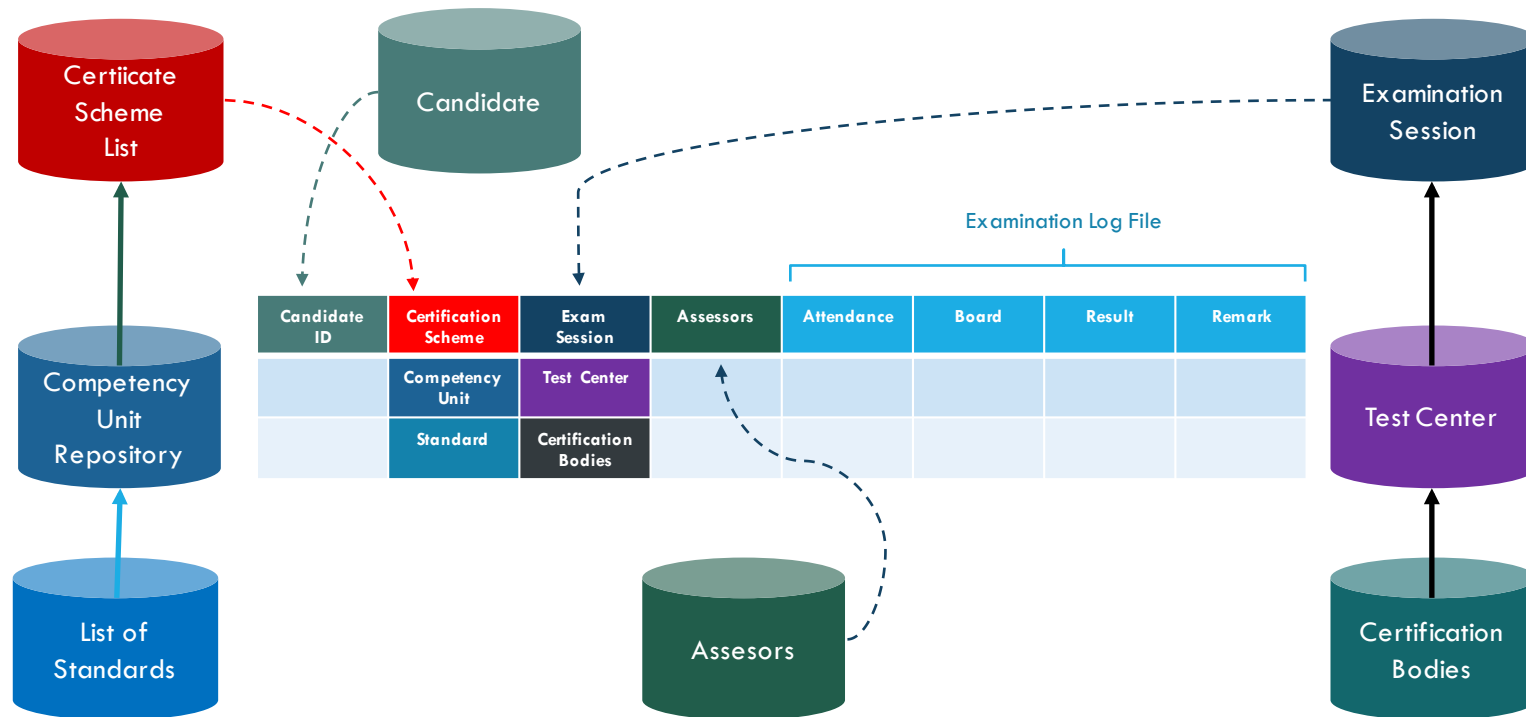 Certiicate
Scheme
List
Candidate
Examination
Session
Examination Log File
Candidate
ID
Certification
Scheme
Exam
Session
Assessors
Attendance
Board
Result
Remark
Competency
Unit
Test Center
Standard
Certification
Bodies
Competency
Unit
Repository
Test Center
List of
Standards
Assesors
Certification
Bodies